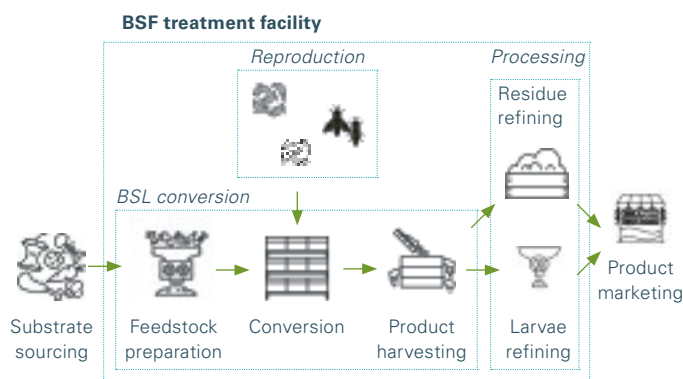 BSF treatment facility
Reproduction
Processing
Residue
refining
BSL conversion
Substrate
sourcing
Feedstock
preparation
Conversion
Product
harvesting
Larvae
refining
Product
marketing